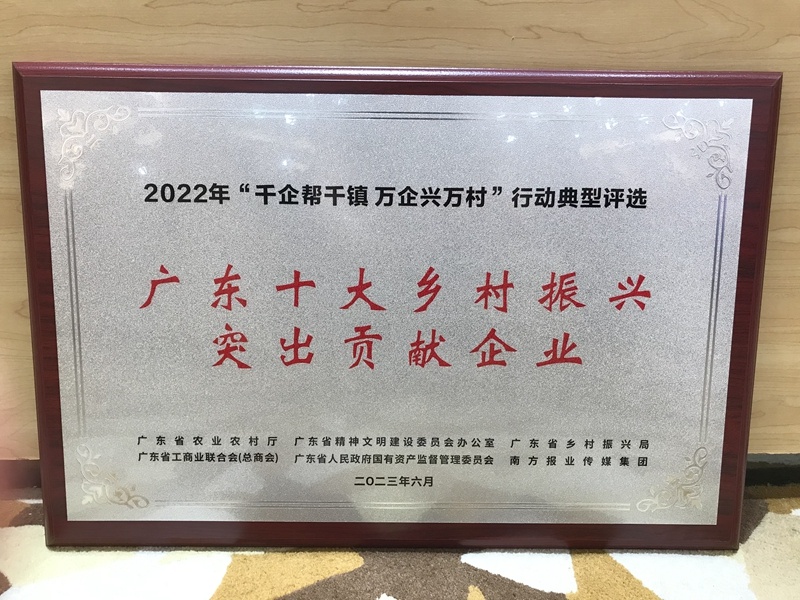 2022年“千企帮千镇 万企兴万村”行动典型评选
广东十大乡村振兴
突出贡献企业
广东省农业农村厅 广东省精神文明建设委员会办公室 广东省乡村振兴局
广东省工商业联合会(总商会) 广东省人民政府国有资产监督管理委员会 南方报业传媒集团
二〇二三年六月